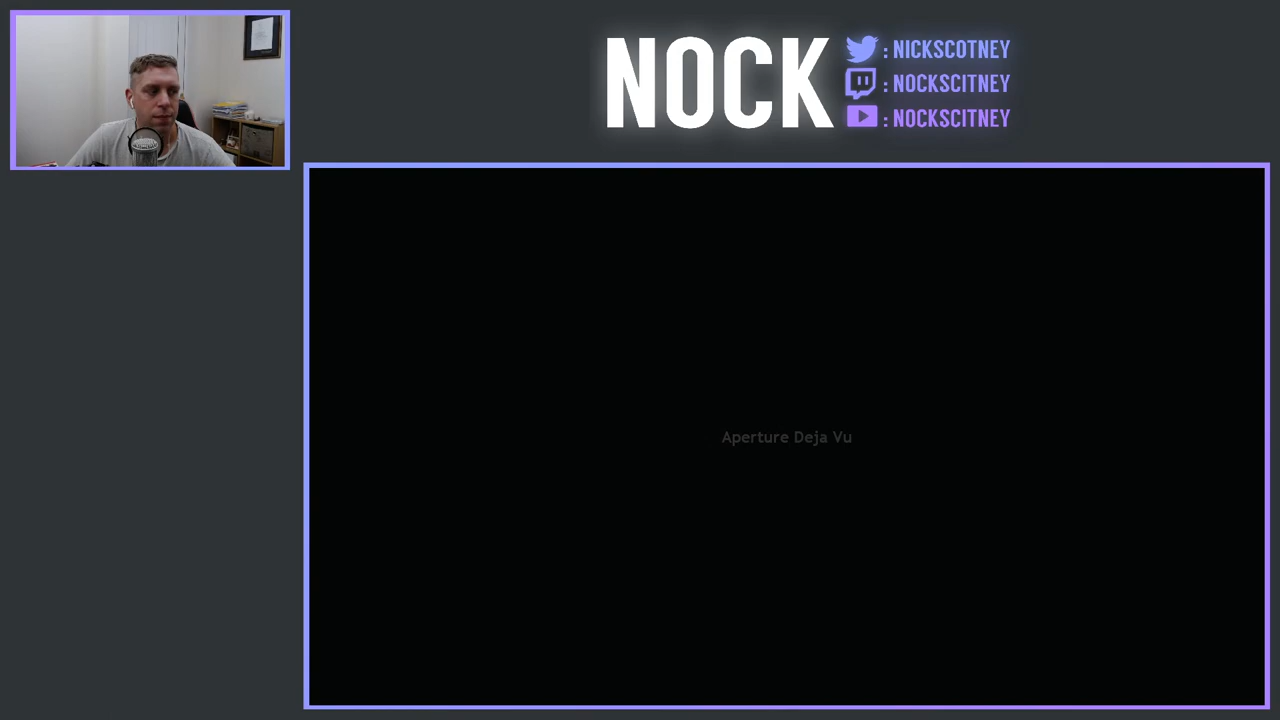 NOCK
: NICKSCOTNEY
: NOCKSCITNEY
: NOCKSCITNEY
Aperture Deja Vu